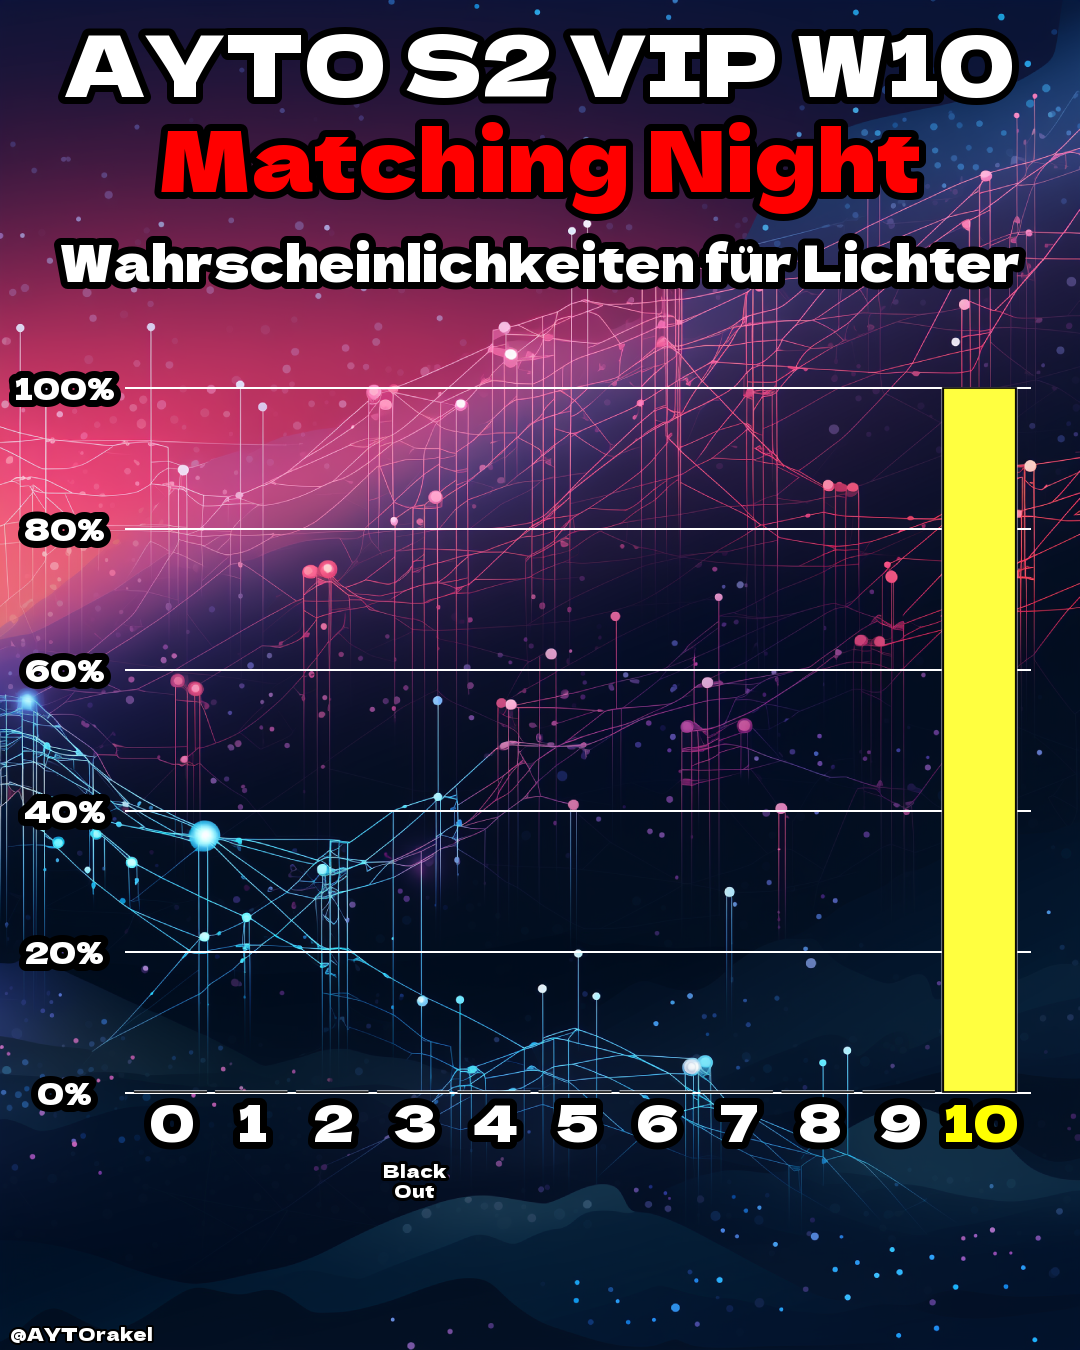 AYTO S2 VIP W10
Matching Night
Wahrscheinlichkeiten für Lichter
100%
80%
60%
40%
20%
0%
0 1 2 3 4 5 6 7 8 9 10
Black
Out
@AYTOrakel